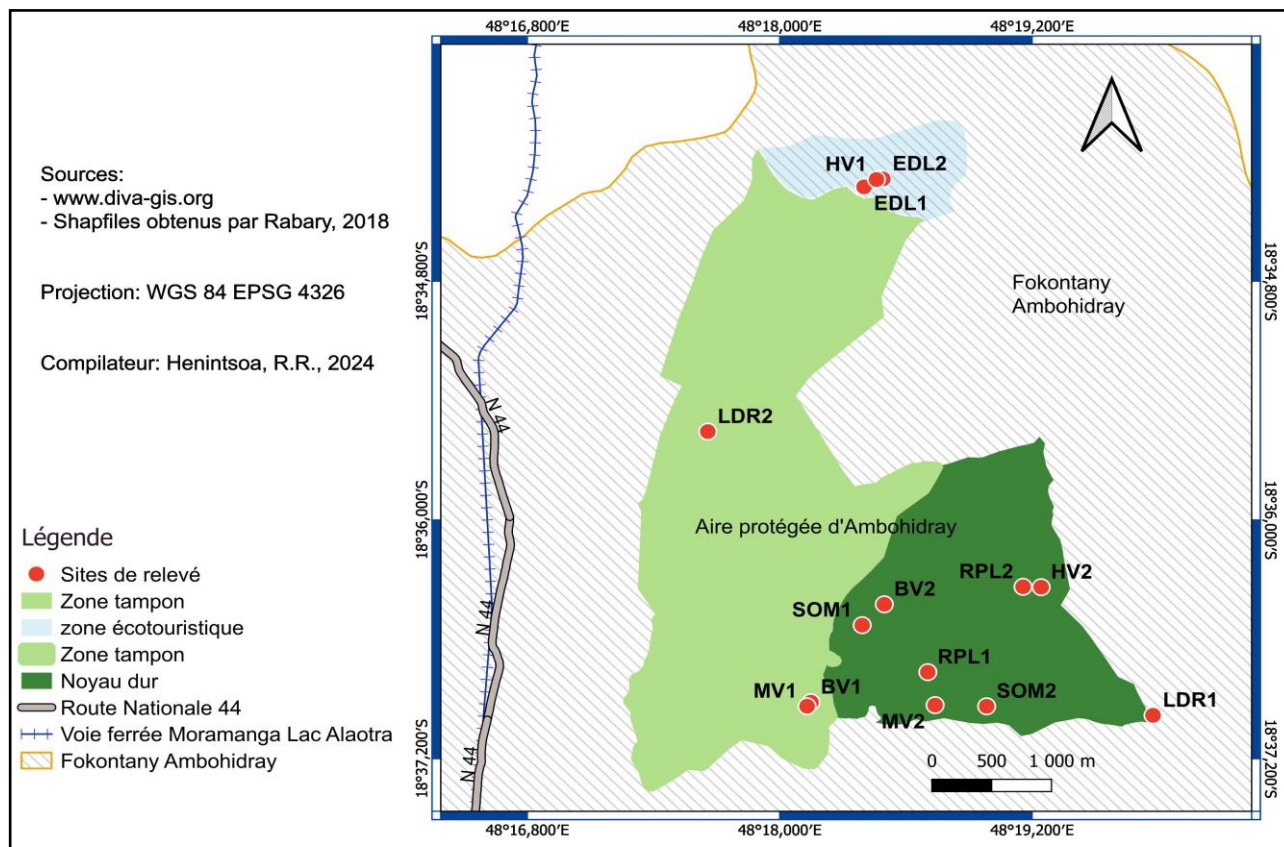 48°16,800′E
48°18,000′E
48°19,200′E
Sources:
- www.diva-gis.org
- Shapfiles obtenus par Rabary, 2018
Projection: WGS 84 EPSG 4326
Compilateur: Henintsoa, R.R., 2024
18°34,800′S
18°36,000′S
18°37,200′S
HV1
EDL2
EDL1
Fokontany
Ambohidray
18°34,800′S
18°36,000′S
18°37,200′S
N 44
LDR2
Aire protégée d'Ambohidray
RPL2
HV2
BV2
SOM1
N 44
RPL1
MV1
BV1
MV2
SOM2
LDR1
N 44
0
500
1 000 m
Légende
Sites de relevé
Zone tampon
zone écotouristique
Zone tampon
Noyau dur
Route Nationale 44
Voie ferrée Moramanga Lac Alaotra
Fokontany Ambohidray
48°16,800′E
48°18,000′E
48°19,200′E